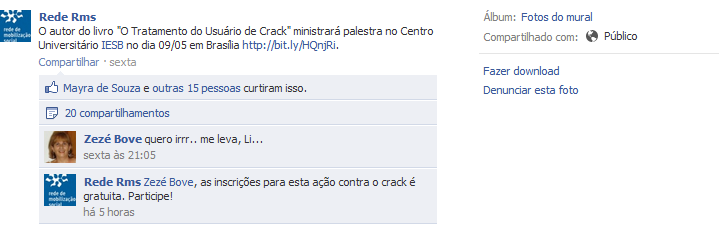 rede de
mobilização
social
Rede Rms
O autor do livro "O Tratamento do Usuário de Crack" ministrará palestra no Centro
Universitário IESB no dia 09/05 em Brasília http://bit.ly/HQnjRi.
Compartilhar · sexta
Mayra de Souza e outras 15 pessoas curtiram isso.
20 compartilhamentos
Zezé Bove quero irrr.. me leva, Li...
sexta às 21:05
rede de
mobilização
social
Rede Rms Zezé Bove, as inscrições para esta ação contra o crack é
gratuita. Participe!
há 5 horas
Álbum: Fotos do mural
Compartilhado com: Público
Fazer download
Denunciar esta foto